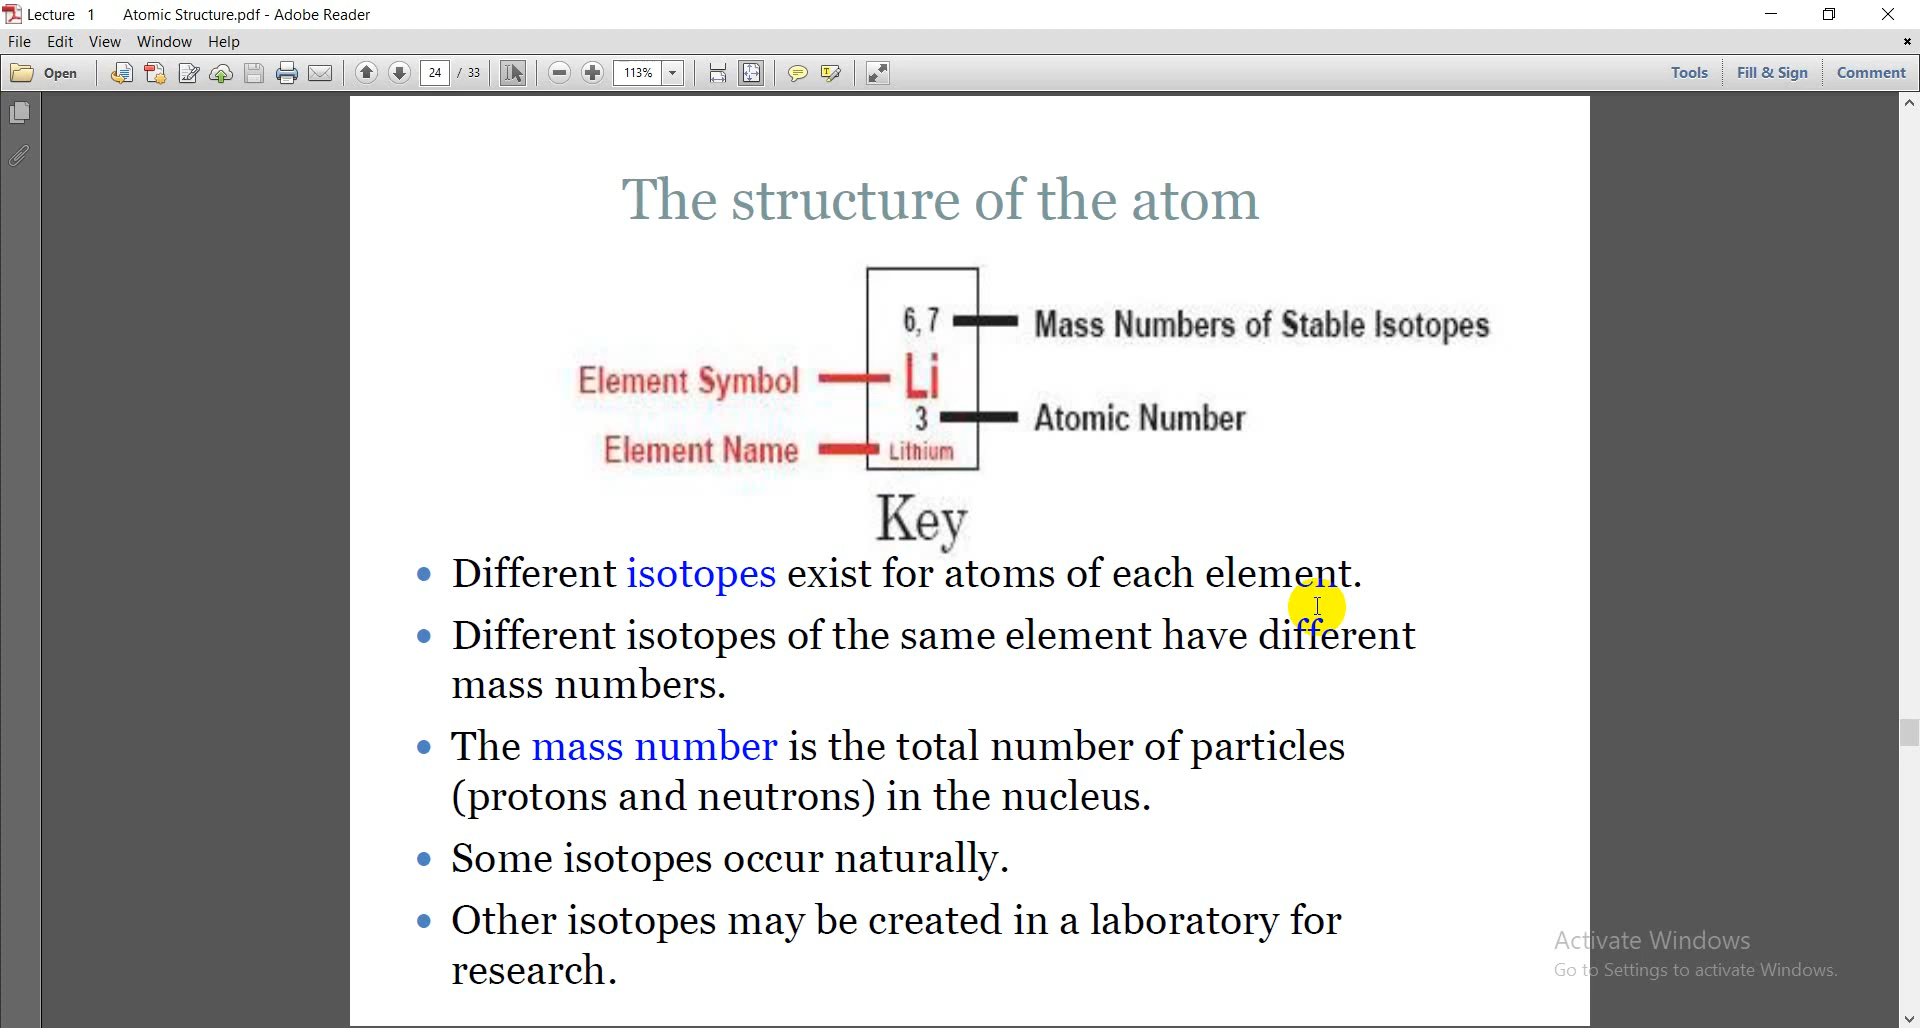 Lecture 1 Atomic Structure.pdf - Adobe Reader
File Edit View Window Help
Open 24 / 33 113% Tools Fill & Sign Comment
The structure of the atom
6, 7 Mass Numbers of Stable Isotopes
Element Symbol Li
3 Atomic Number
Element Name Lithium
Key
• Different isotopes exist for atoms of each element.
• Different isotopes of the same element have different
mass numbers.
• The mass number is the total number of particles
(protons and neutrons) in the nucleus.
• Some isotopes occur naturally.
• Other isotopes may be created in a laboratory for
research.
Activate Windows
Go to Settings to activate Windows.